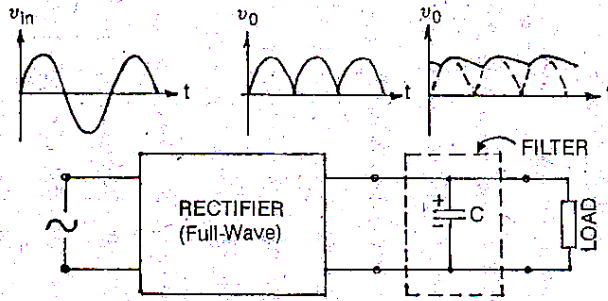 v_in
v_0
v_0
t
t
FILTER
RECTIFIER
(Full-Wave)
+
-
C
LOAD